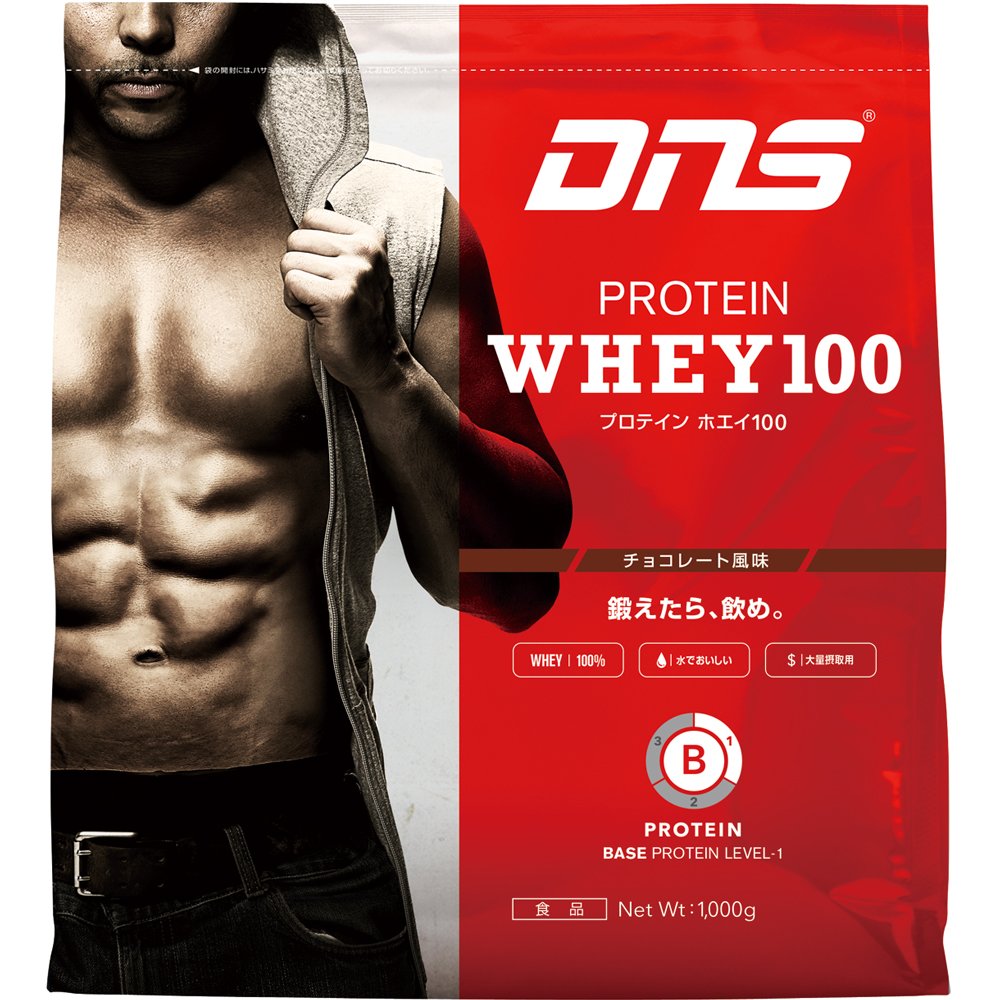 DNS®
PROTEIN
WHEY100
プロテイン ホエイ100
チョコレート風味
鍛えたら、飲め。
WHEY | 100%
水でおいしい
$ | 大量摂取用
3
1
B
2
PROTEIN
BASE PROTEIN LEVEL-1
食品 Net Wt:1,000g